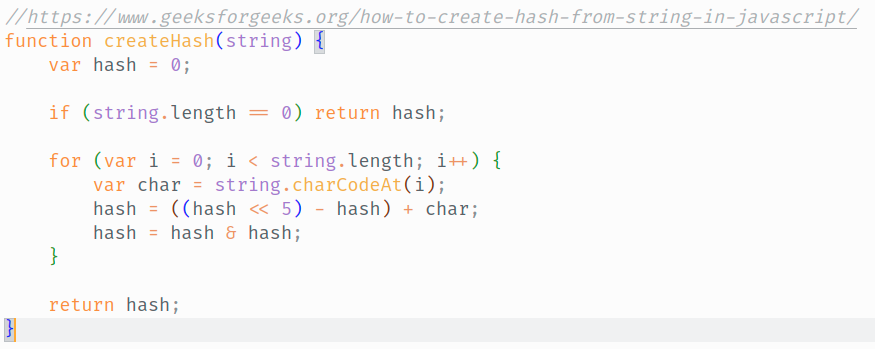 //https://www.geeksforgeeks.org/how-to-create-hash-from-string-in-javascript/
function createHash(string) {
    var hash = 0;

    if (string.length == 0) return hash;

    for (var i = 0; i < string.length; i++) {
        var char = string.charCodeAt(i);
        hash = ((hash << 5) - hash) + char;
        hash = hash & hash;
    }

    return hash;
}